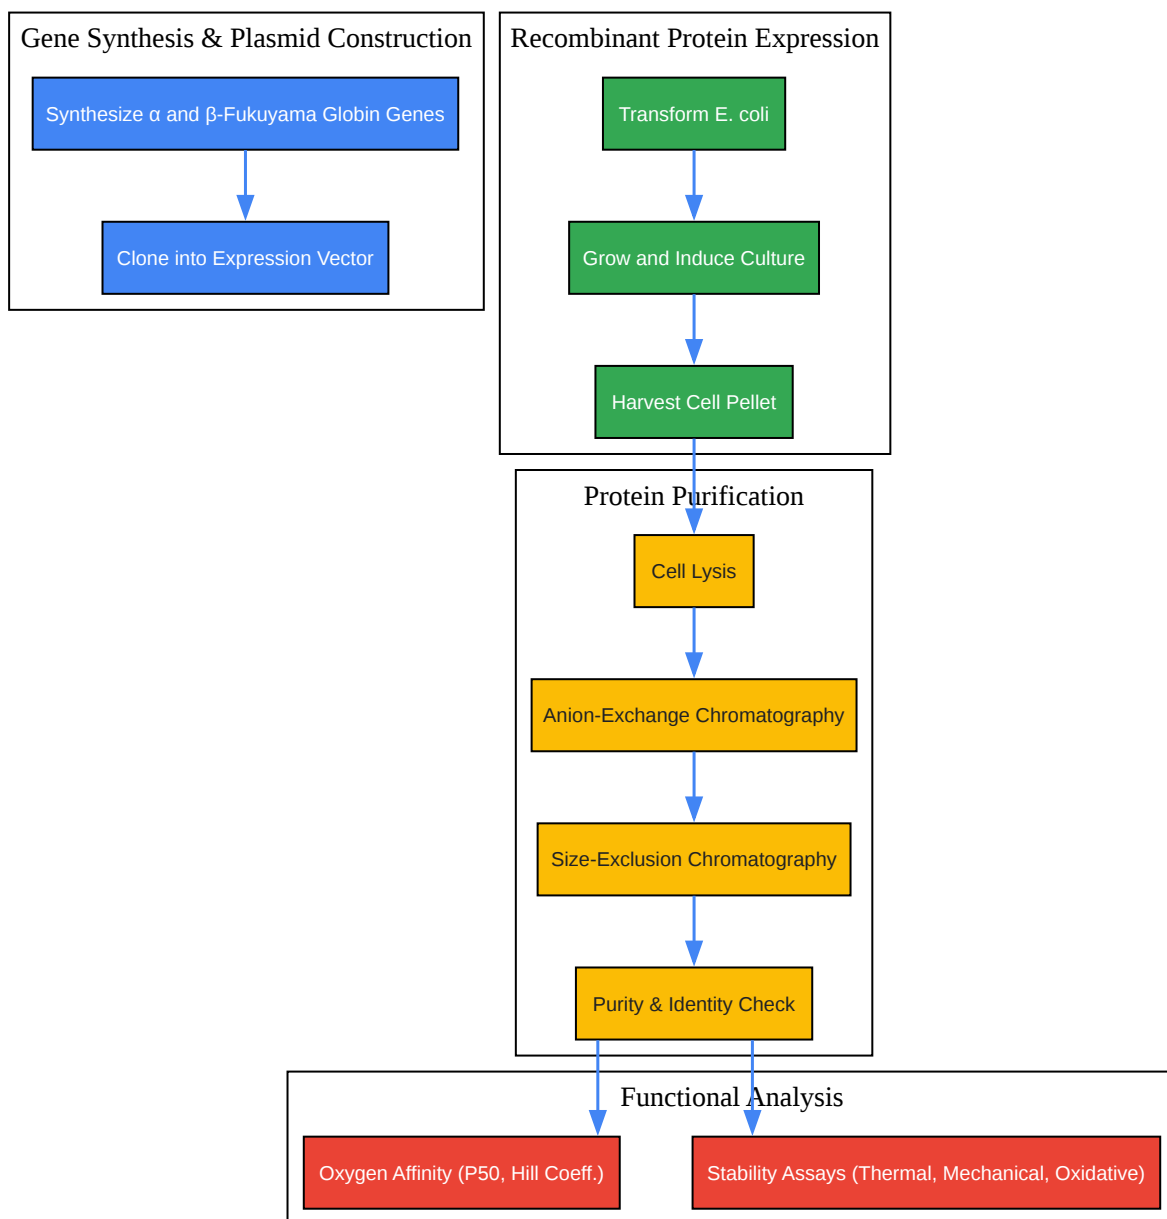 Gene Synthesis & Plasmid Construction
Synthesize α and β-Fukuyama Globin Genes
Clone into Expression Vector
Recombinant Protein Expression
Transform E. coli
Grow and Induce Culture
Harvest Cell Pellet
Protein Purification
Cell Lysis
Anion-Exchange Chromatography
Size-Exclusion Chromatography
Purity & Identity Check
Functional Analysis
Oxygen Affinity (P50, Hill Coeff.)
Stability Assays (Thermal, Mechanical, Oxidative)